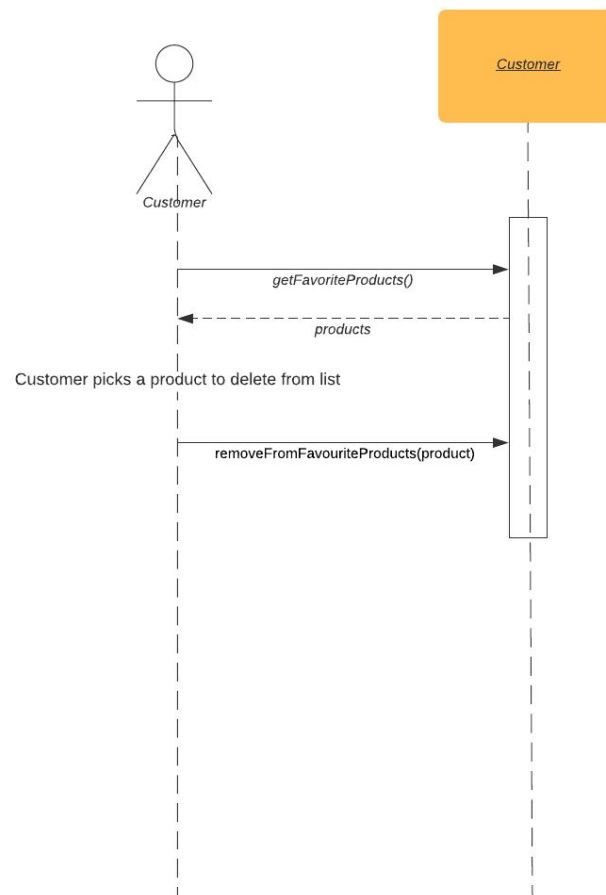 Customer
Customer
getFavoriteProducts()
products
Customer picks a product to delete from list
removeFromFavouriteProducts(product)